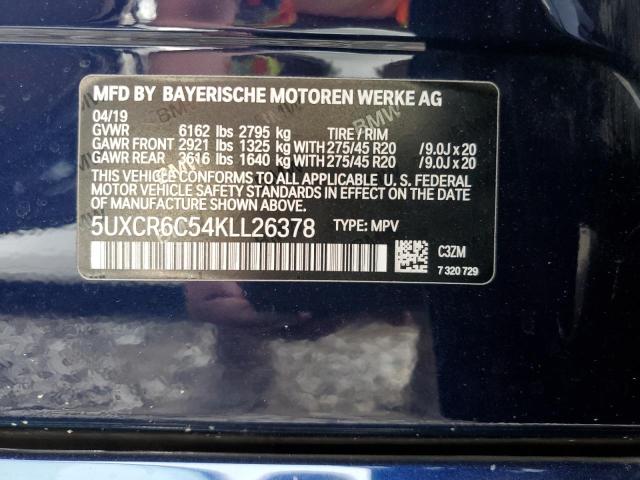 MFD BY BAYERISCHE MOTOREN WERKE AG
04/19
GVWR 6162 lbs 2795 kg TIRE / RIM
GAWR FRONT 2921 lbs 1325 kg WITH 275/45 R20 /9.0J x 20
GAWR REAR 3616 lbs 1640 kg WITH 275/45 R20 /9.0J x 20
THIS VEHICLE CONFORMS TO ALL APPLICABLE, U. S. FEDERAL
MOTOR VEHICLE SAFETY STANDARDS IN EFFECT ON THE DATE
OF MANUFACTURE SHOWN ABOVE.
5UXCR6C54KLL26378 TYPE: MPV
C3ZM
7 320 729